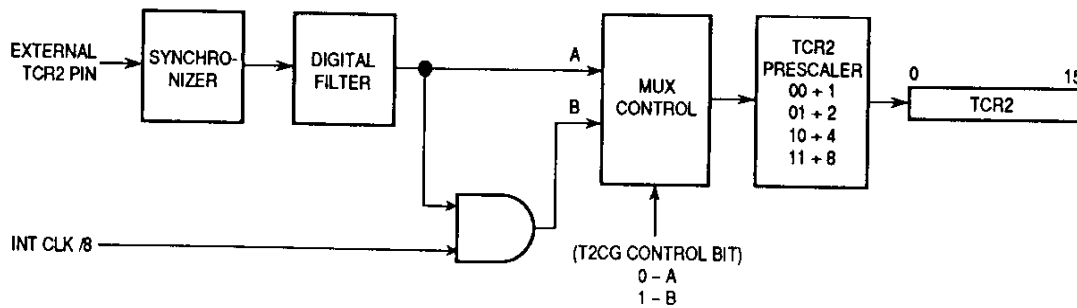 EXTERNAL
TCR2 PIN
SYNCHRO-
NIZER
DIGITAL
FILTER
A
B
MUX
CONTROL
TCR2
PRESCALER
00 ÷ 1
01 ÷ 2
10 ÷ 4
11 ÷ 8
0
15
TCR2
INT CLK /8
(T2CG CONTROL BIT)
0 – A
1 – B